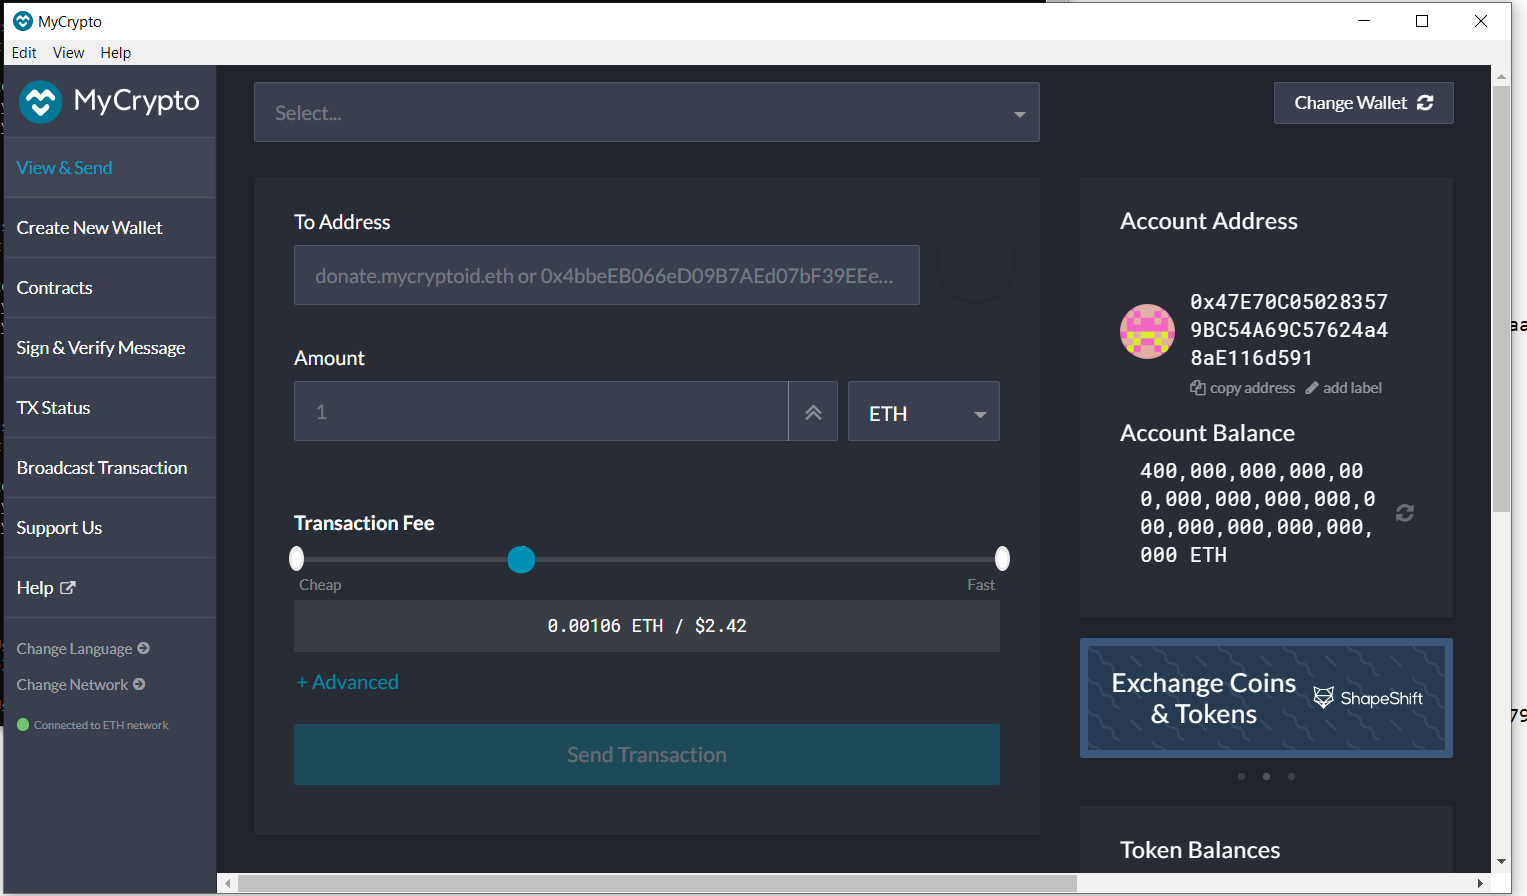 MyCrypto
Edit View Help
MyCrypto
View & Send
Create New Wallet
Contracts
Sign & Verify Message
TX Status
Broadcast Transaction
Support Us
Help
Change Language
Change Network
Connected to ETH network
Select...
Change Wallet
To Address
donate.mycryptoid.eth or 0x4bbeEB066eD09B7AEd07bF39EEe...
Amount
1
ETH
Transaction Fee
Cheap
Fast
0.00106 ETH / $2.42
+ Advanced
Send Transaction
Account Address
0x47E70C05028357
9BC54A69C57624a4
8aE116d591
copy address add label
Account Balance
400,000,000,000,00
0,000,000,000,000,0
00,000,000,000,000,
000 ETH
Exchange Coins
& Tokens
ShapeShift
Token Balances
aa
79